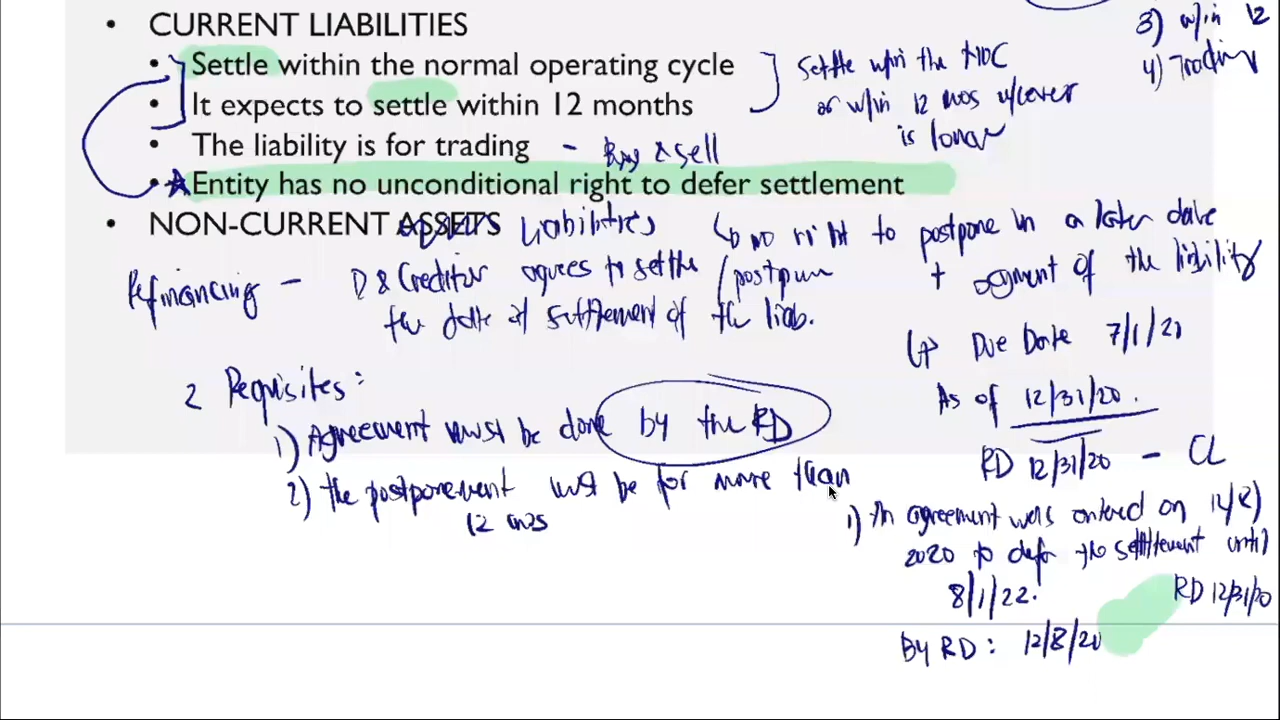 • CURRENT LIABILITIES
• Settle within the normal operating cycle
• It expects to settle within 12 months
• The liability is for trading - Buy & sell
• Entity has no unconditional right to defer settlement
• NON-CURRENT ASSETS Liabilities
3) w/in 12
4) Trading
Settle w/in the NOC
or w/in 12 mos w/cever
is longer
no right to postpone in a later date
+ of the liability
Refinancing - D & Creditor agrees to settle / postpone
the date of settlement of the liab.
Due Date 7/1/21
As of 12/31/20.
RD 12/31/20 - CL
2 Requisites:
1) Agreement must be done by the RD
2) the postponement must be for more than
12 mos
1) An agreement was entered on 12/8/
2020 to defer the settlement until
8/1/22.
RD 12/31/20
By RD: 12/8/20